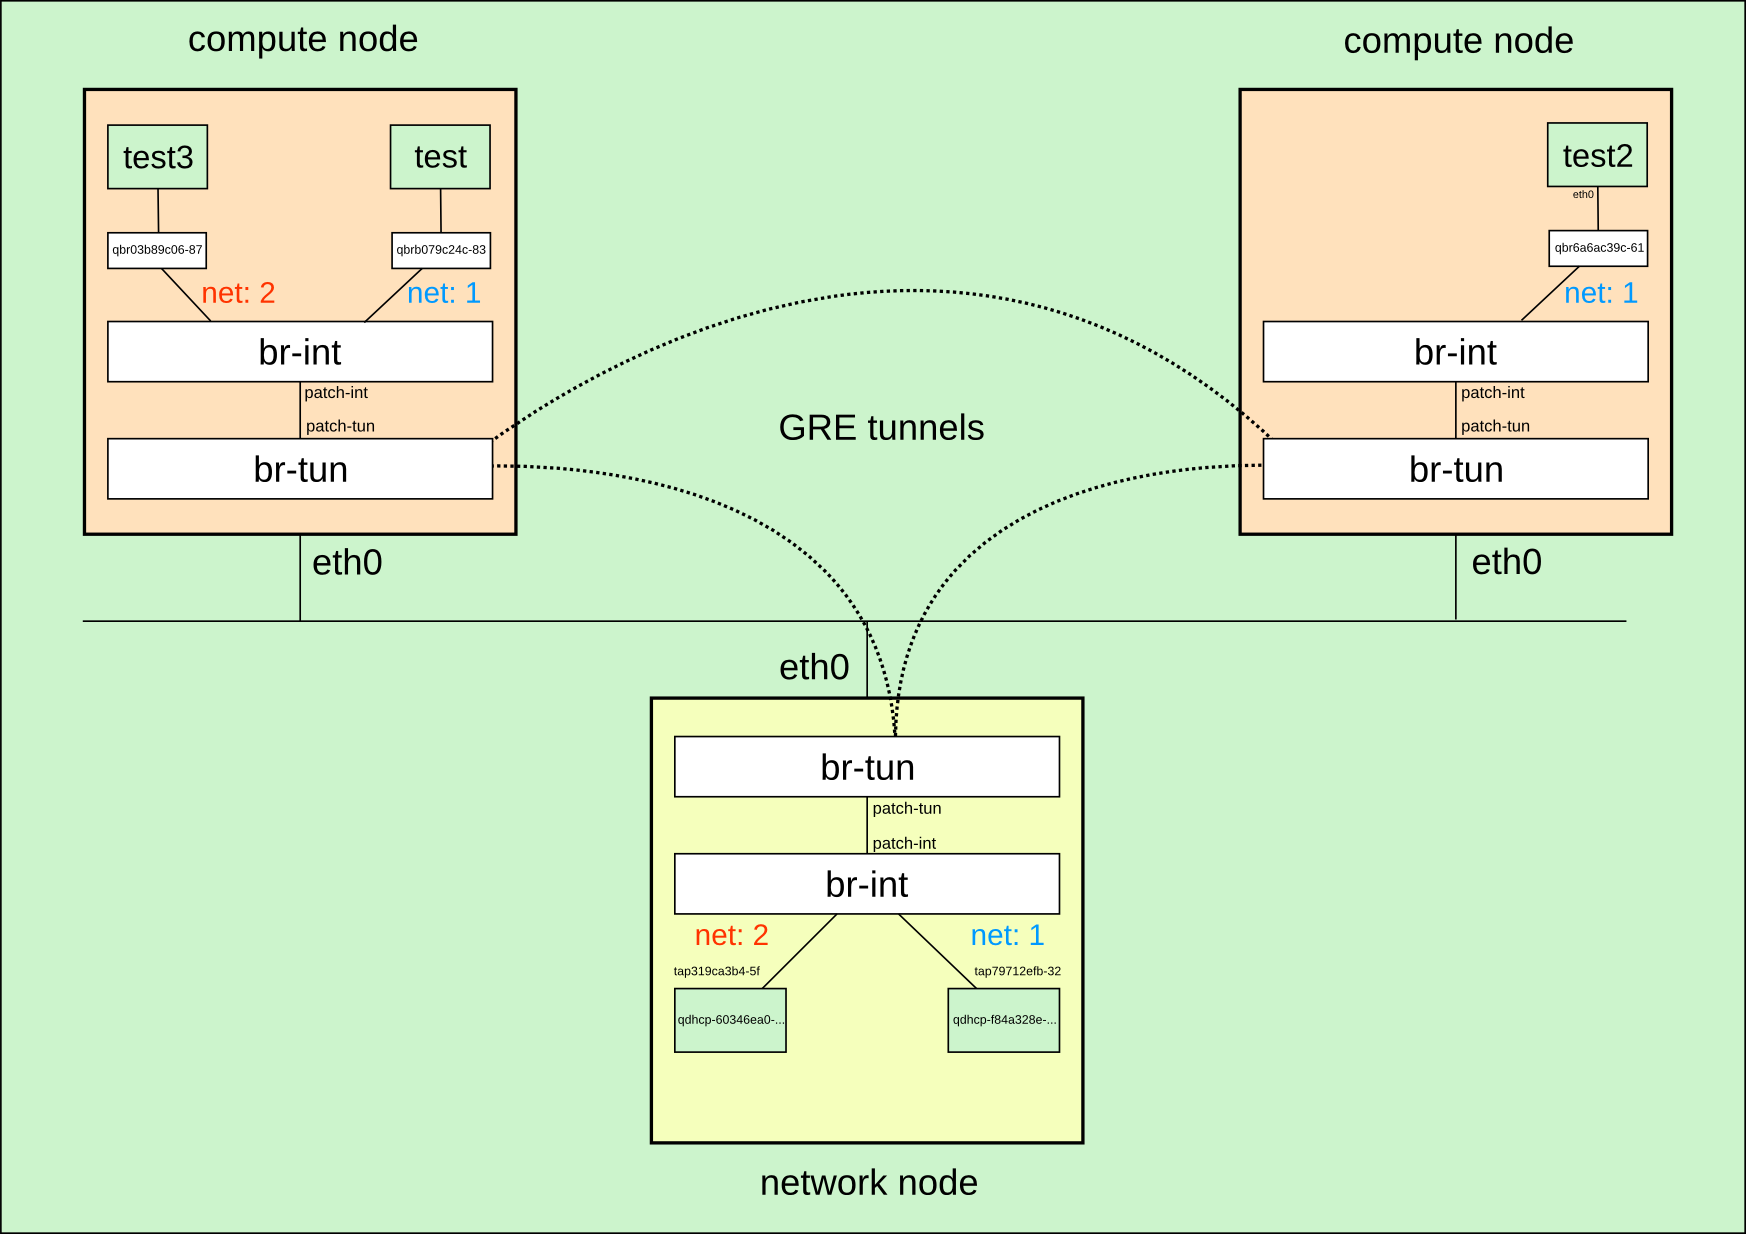 compute node
compute node
test3
test
test2
eth0
qbr03b89c06-87
qbrb079c24c-83
qbr6a6ac39c-61
net: 2
net: 1
net: 1
br-int
br-int
patch-int
patch-int
GRE tunnels
patch-tun
patch-tun
br-tun
br-tun
eth0
eth0
eth0
br-tun
patch-tun
patch-int
br-int
net: 2
net: 1
tap319ca3b4-5f
tap79712efb-32
qdhcp-60346ea0-...
qdhcp-f84a328e-...
network node